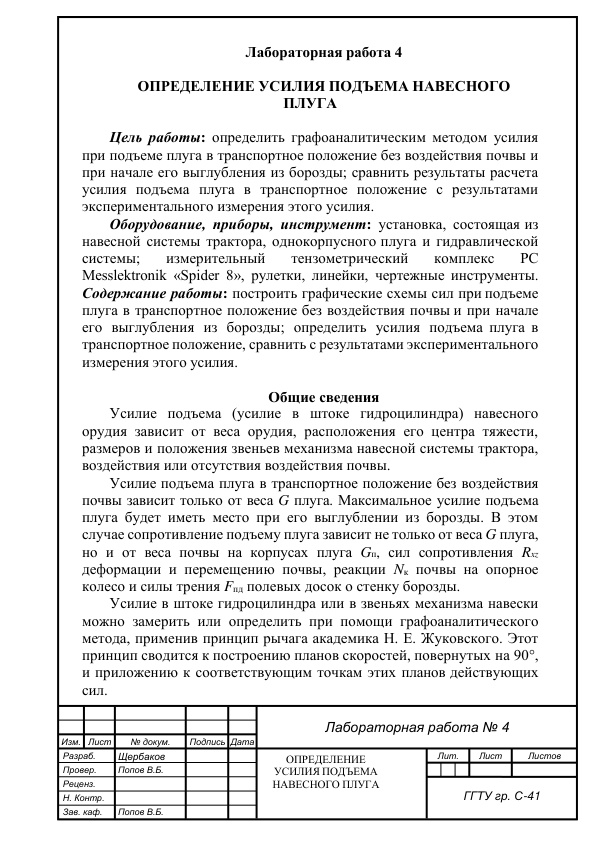 Лабораторная работа 4
ОПРЕДЕЛЕНИЕ УСИЛИЯ ПОДЪЕМА НАВЕСНОГО
ПЛУГА
Цель работы: определить графоаналитическим методом усилия
при подъеме плуга в транспортное положение без воздействия почвы и
при начале его выглубления из борозды; сравнить результаты расчета
усилия подъема плуга в транспортное положение с результатами
экспериментального измерения этого усилия.
Оборудование, приборы, инструмент: установка, состоящая из
навесной системы трактора, однокорпусного плуга и гидравлической
системы; измерительный тензометрический комплекс PC
Messlektronik «Spider 8», рулетки, линейки, чертежные инструменты.
Содержание работы: построить графические схемы сил при подъеме
плуга в транспортное положение без воздействия почвы и при начале
его выглубления из борозды; определить усилия подъема плуга в
транспортное положение, сравнить с результатами экспериментального
измерения этого усилия.
Общие сведения
Усилие подъема (усилие в штоке гидроцилиндра) навесного
орудия зависит от веса орудия, расположения его центра тяжести,
размеров и положения звеньев механизма навесной системы трактора,
воздействия или отсутствия воздействия почвы.
Усилие подъема плуга в транспортное положение без воздействия
почвы зависит только от веса G плуга. Максимальное усилие подъема
плуга будет иметь место при его выглублении из борозды. В этом
случае сопротивление подъему плуга зависит не только от веса G плуга,
но и от веса почвы на корпусах плуга Gп, сил сопротивления Rxz
деформации и перемещению почвы, реакции Nк почвы на опорное
колесо и силы трения Fпд полевых досок о стенку борозды.
Усилие в штоке гидроцилиндра или в звеньях механизма навески
можно замерить или определить при помощи графоаналитического
метода, применив принцип рычага академика Н. Е. Жуковского. Этот
принцип сводится к построению планов скоростей, повернутых на 90°,
и приложению к соответствующим точкам этих планов действующих
сил.
Лабораторная работа № 4
Изм. Лист № докум. Подпись Дата
Разраб. Щербаков
Провер. Попов В.Б.
Реценз.
Н. Контр.
Зав. каф. Попов В.Б.
ОПРЕДЕЛЕНИЕ
УСИЛИЯ ПОДЪЕМА
НАВЕСНОГО ПЛУГА
Лит. Лист Листов
ГГТУ гр. С-41